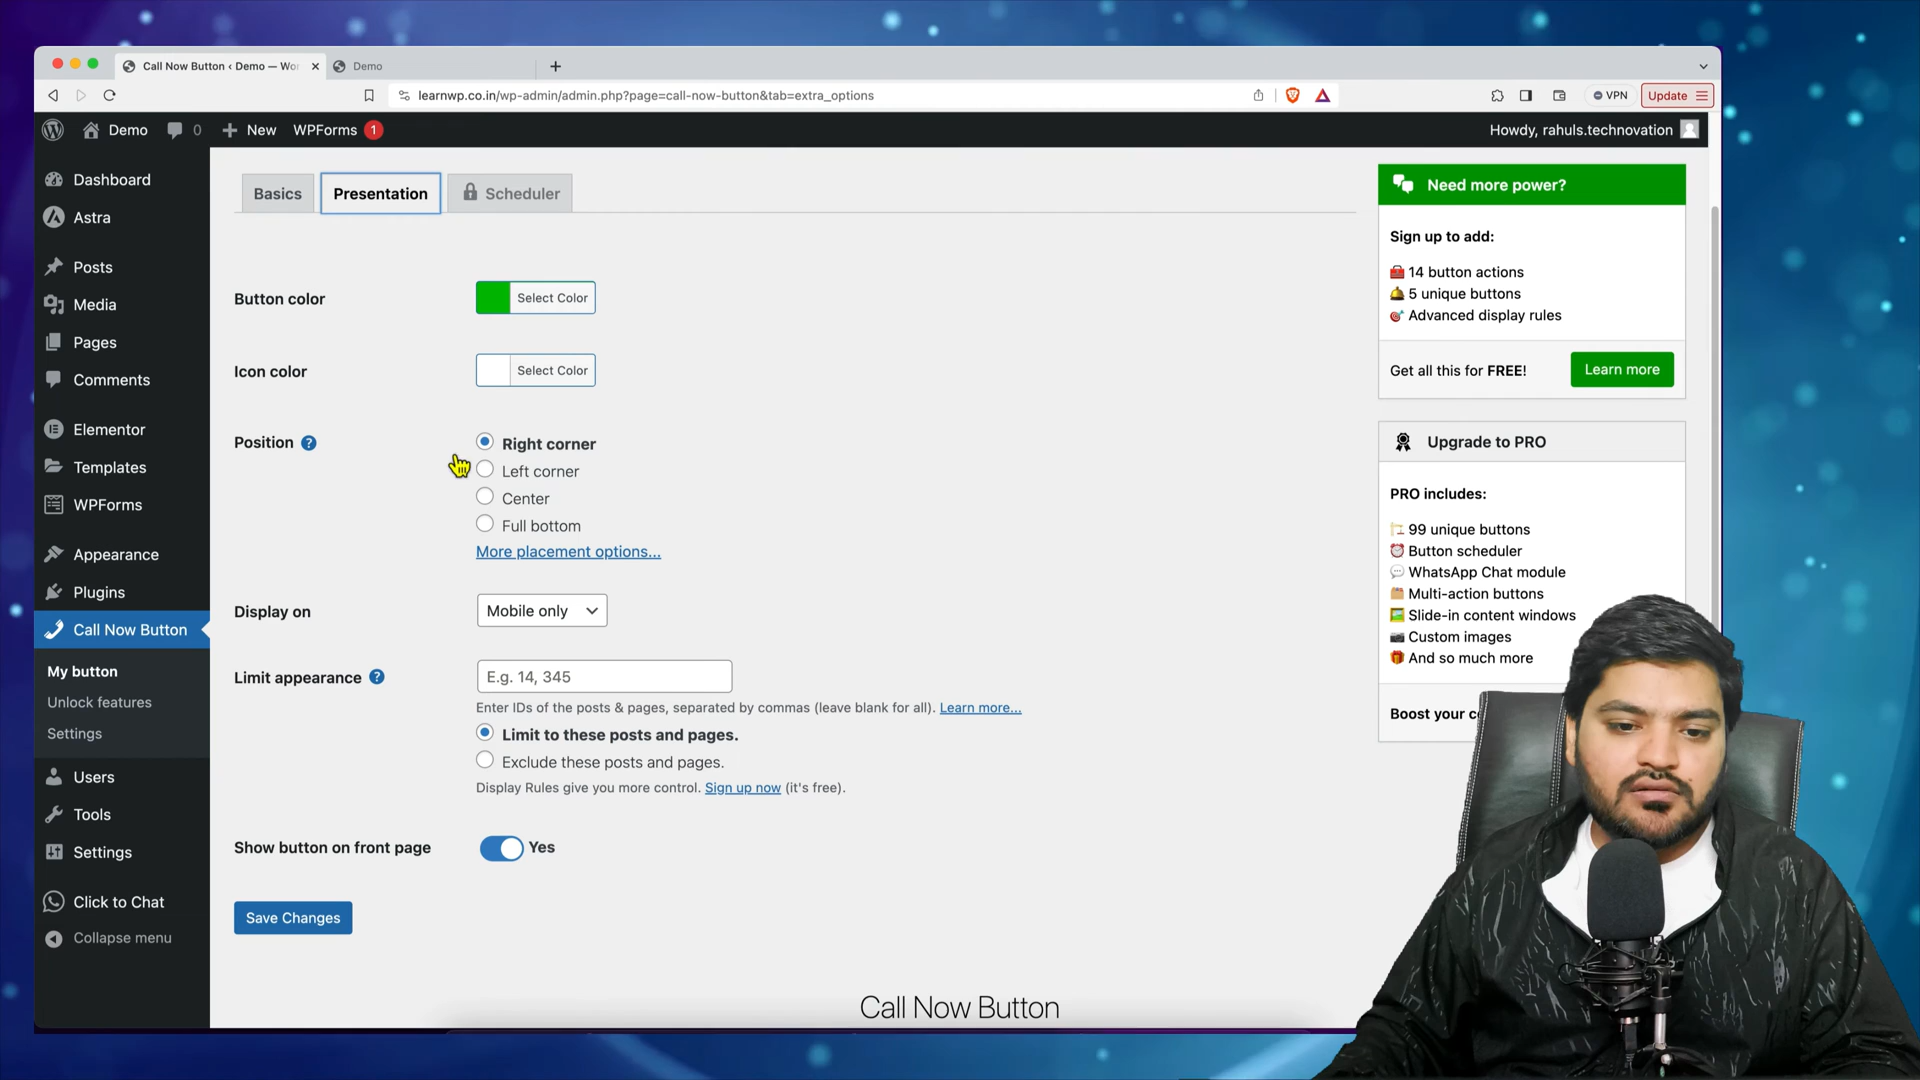 Call Now Button ‹ Demo — Wor
Demo
learnwp.co.in/wp-admin/admin.php?page=call-now-button&tab=extra_options
VPN
Update
Demo
0
New
WPForms
1
Howdy, rahuls.technovation
Dashboard
Astra
Posts
Media
Pages
Comments
Elementor
Templates
WPForms
Appearance
Plugins
Call Now Button
My button
Unlock features
Settings
Users
Tools
Settings
Click to Chat
Collapse menu
Basics
Presentation
Scheduler
Button color
Select Color
Icon color
Select Color
Position
Right corner
Left corner
Center
Full bottom
More placement options...
Display on
Mobile only
Limit appearance
E.g. 14, 345
Enter IDs of the posts & pages, separated by commas (leave blank for all). Learn more...
Limit to these posts and pages.
Exclude these posts and pages.
Display Rules give you more control. Sign up now (it's free).
Show button on front page
Yes
Save Changes
Need more power?
Sign up to add:
14 button actions
5 unique buttons
Advanced display rules
Get all this for FREE!
Learn more
Upgrade to PRO
PRO includes:
99 unique buttons
Button scheduler
WhatsApp Chat module
Multi-action buttons
Slide-in content windows
Custom images
And so much more
Boost your
Call Now Button